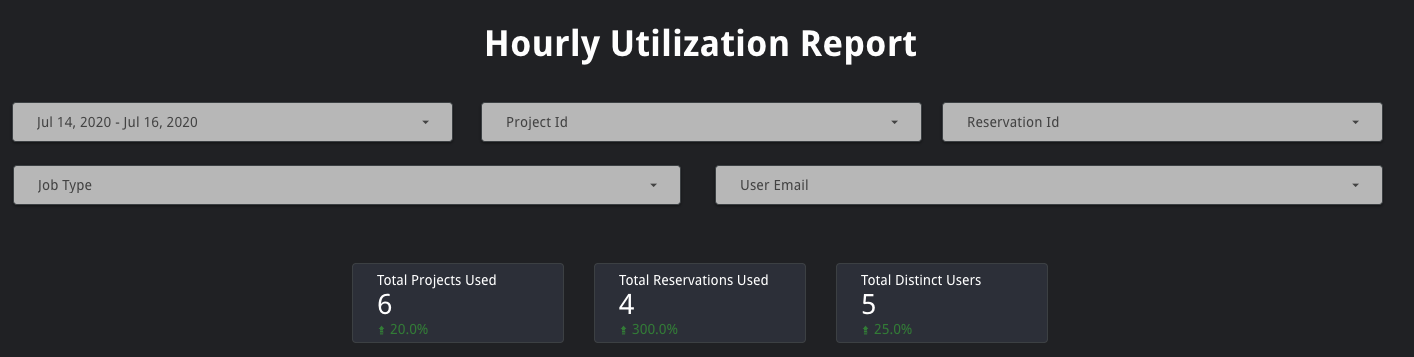 Hourly Utilization Report
Jul 14, 2020 - Jul 16, 2020
Project Id
Reservation Id
Job Type
User Email
Total Projects Used
6
20.0%
Total Reservations Used
4
300.0%
Total Distinct Users
5
25.0%